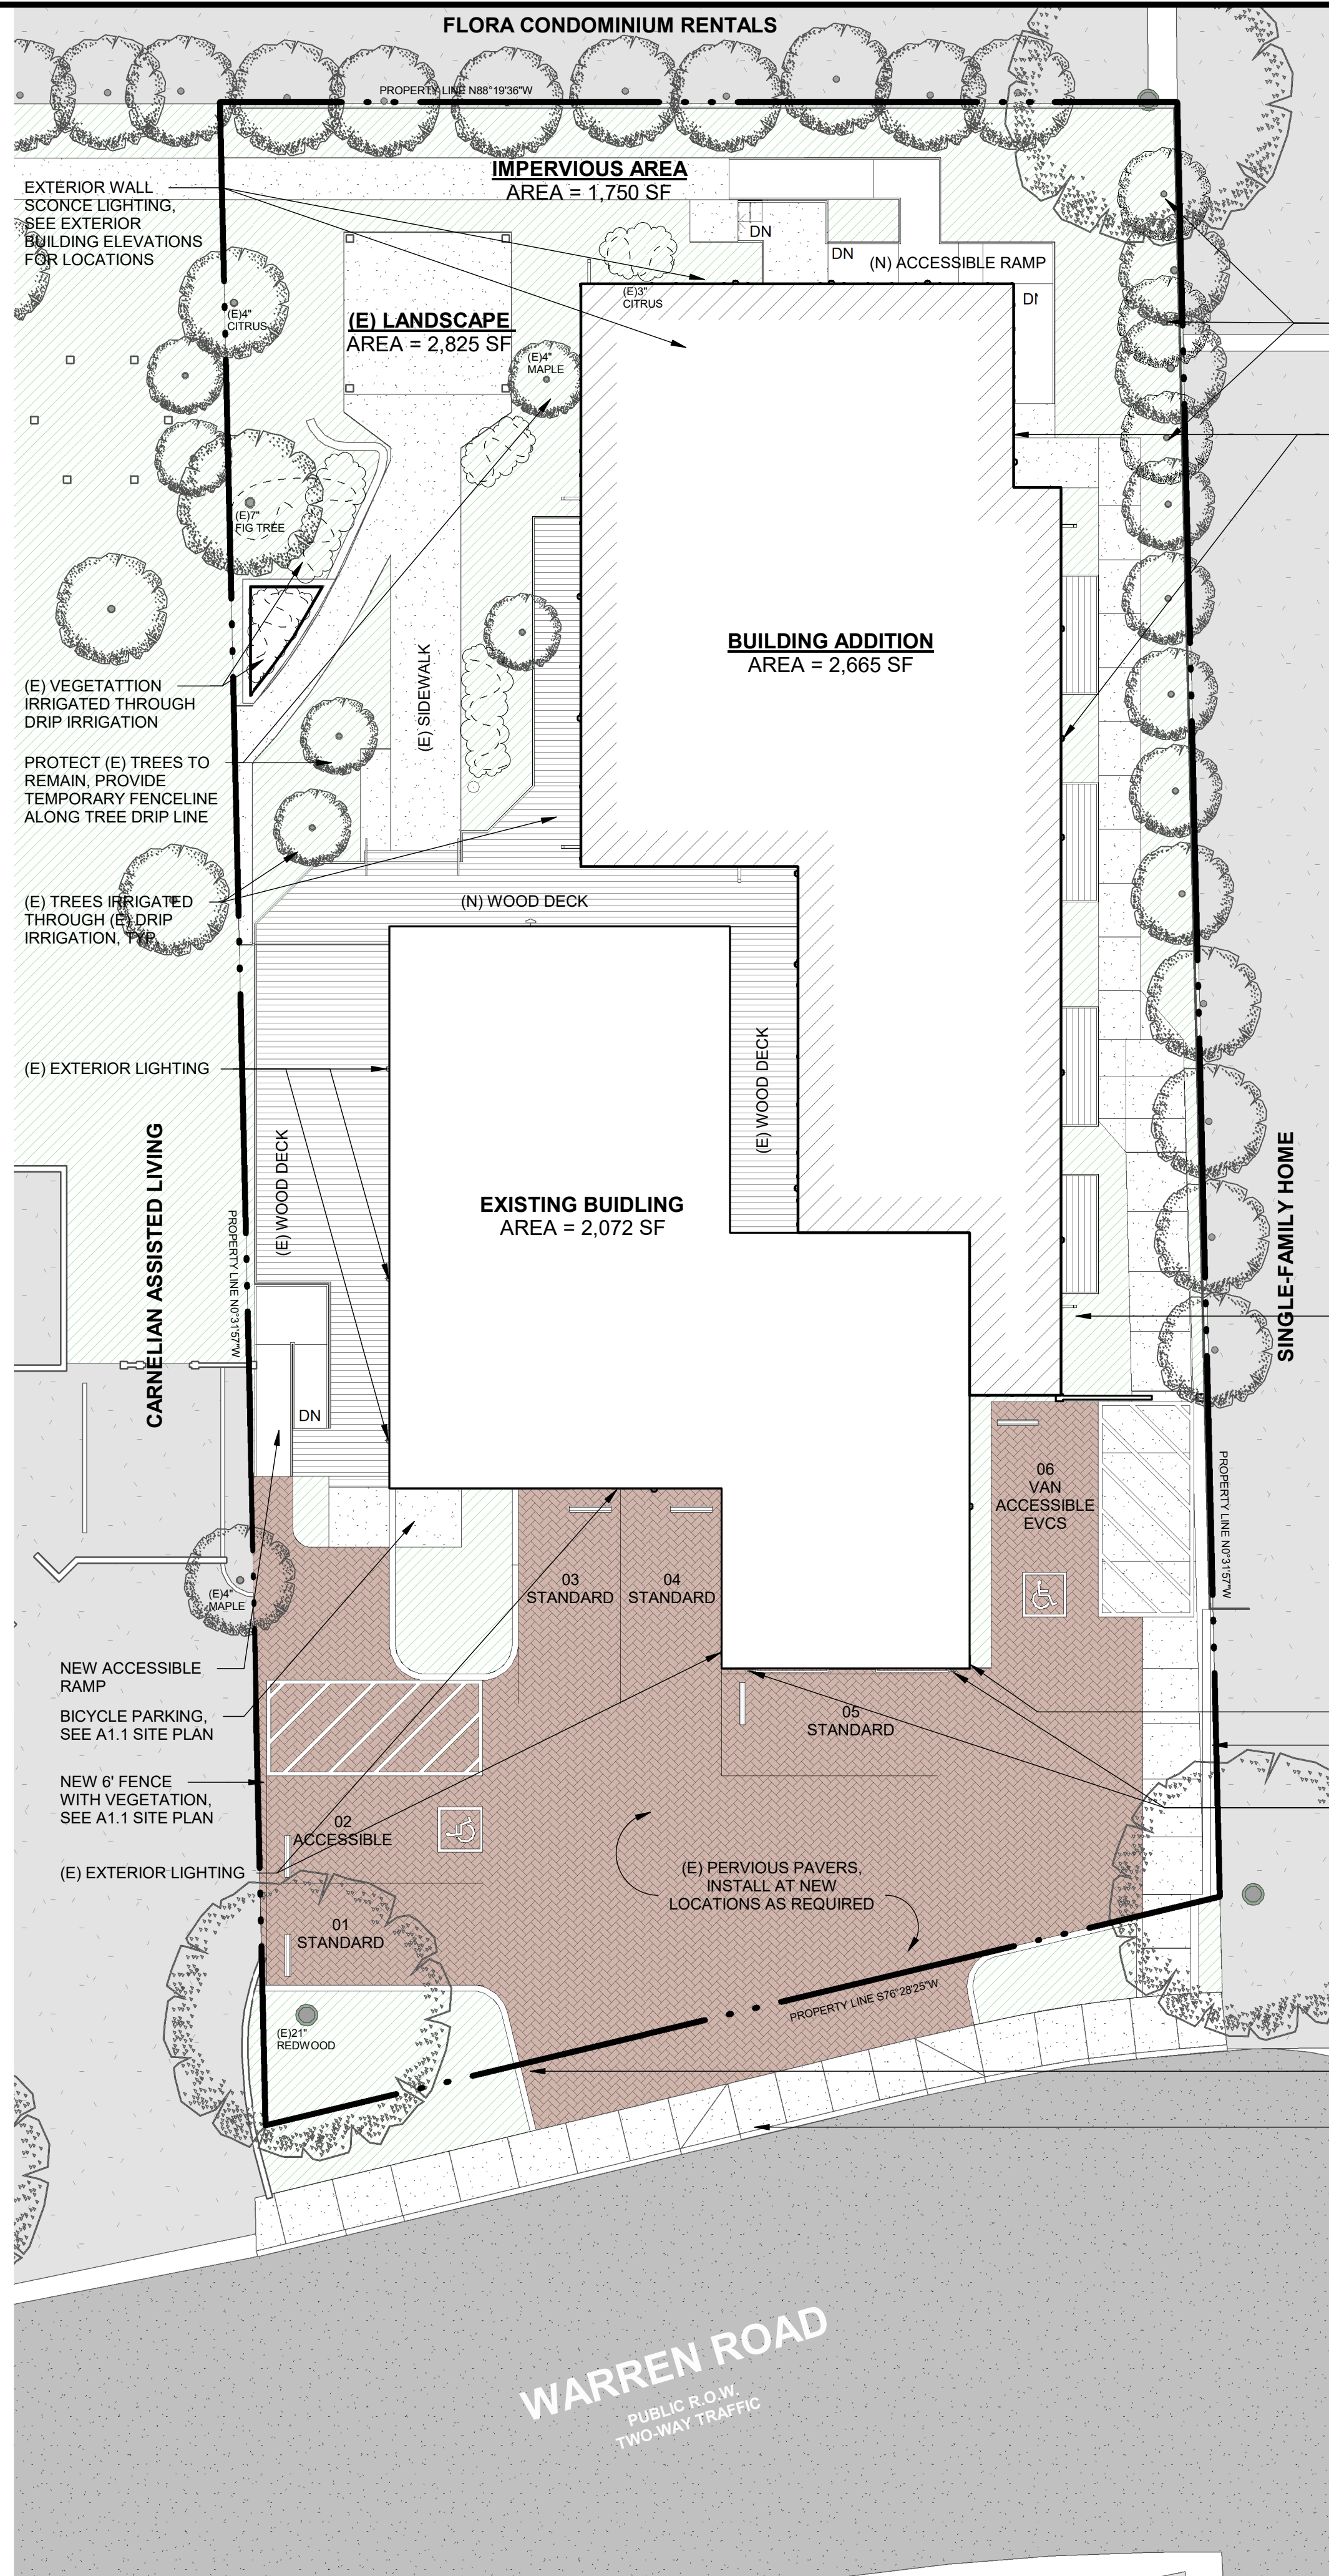 FLORA CONDOMINIUM RENTALS
PROPERTY LINE N88°19'36"W
IMPERVIOUS AREA
AREA = 1,750 SF
EXTERIOR WALL
SCONCE LIGHTING,
SEE EXTERIOR
BUILDING ELEVATIONS
FOR LOCATIONS
DN
DN
(N) ACCESSIBLE RAMP
(E)3"
CITRUS
(E)4"
CITRUS
(E) LANDSCAPE
AREA = 2,825 SF
(E)4"
MAPLE
(E)7"
FIG TREE
BUILDING ADDITION
AREA = 2,665 SF
(E) SIDEWALK
(E) VEGETATTION
IRRIGATED THROUGH
DRIP IRRIGATION
PROTECT (E) TREES TO
REMAIN, PROVIDE
TEMPORARY FENCELINE
ALONG TREE DRIP LINE
(E) TREES IRRIGATED
THROUGH (E) DRIP
IRRIGATION, TYP
(N) WOOD DECK
(E) EXTERIOR LIGHTING
(E) WOOD DECK
(E) WOOD DECK
CARNELIAN ASSISTED LIVING
PROPERTY LINE N0°31'57"W
EXISTING BUIDLING
AREA = 2,072 SF
SINGLE-FAMILY HOME
DN
06
VAN
ACCESSIBLE
EVCS
PROPERTY LINE N0°31'57"W
03
STANDARD
04
STANDARD
(E)4"
MAPLE
NEW ACCESSIBLE
RAMP
BICYCLE PARKING,
SEE A1.1 SITE PLAN
05
STANDARD
NEW 6' FENCE
WITH VEGETATION,
SEE A1.1 SITE PLAN
02
ACCESSIBLE
(E) EXTERIOR LIGHTING
(E) PERVIOUS PAVERS,
INSTALL AT NEW
LOCATIONS AS REQUIRED
01
STANDARD
PROPERTY LINE S76°28'25"W
(E)21"
REDWOOD
WARREN ROAD
PUBLIC R.O.W.
TWO-WAY TRAFFIC